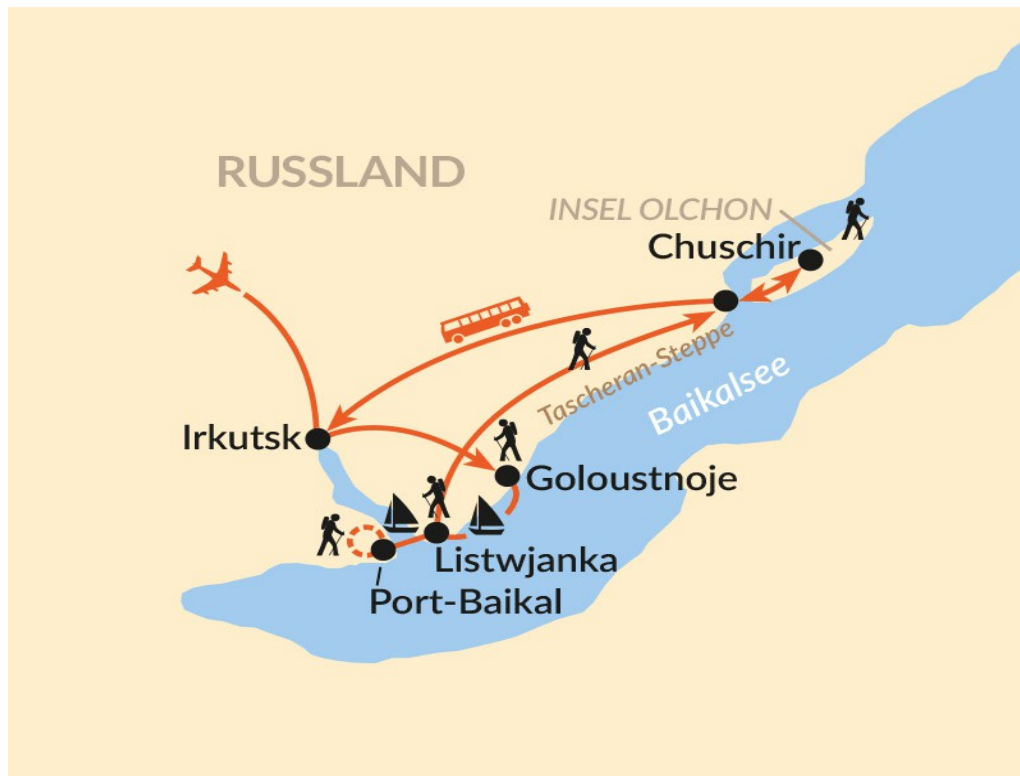 RUSSLAND
INSEL OLCHON
Chuschir
Tascheran-Steppe
Baikalsee
Irkutsk
Goloustnoje
Listwjanka
Port-Baikal